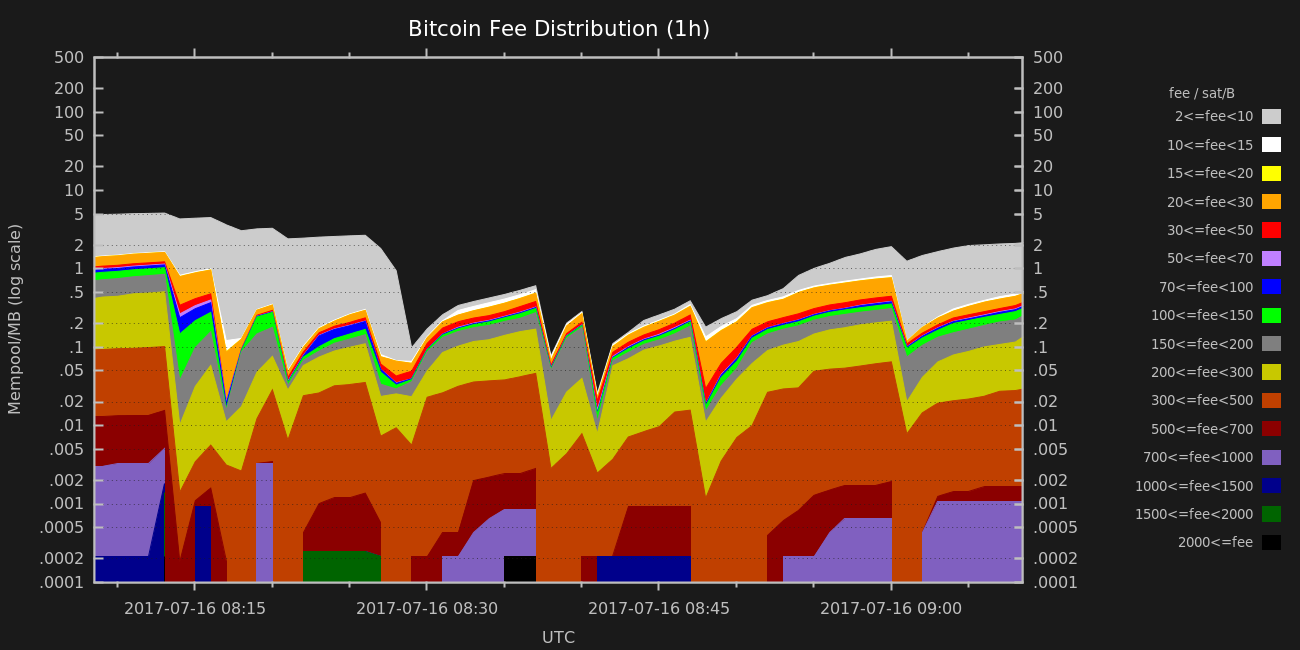 Bitcoin Fee Distribution (1h)
Mempool/MB (log scale)
500
200
100
50
20
10
5
2
1
.5
.2
.1
.05
.02
.01
.005
.002
.001
.0005
.0002
.0001
500
200
100
50
20
10
5
2
1
.5
.2
.1
.05
.02
.01
.005
.002
.001
.0005
.0002
.0001
2017-07-16 08:15
2017-07-16 08:30
2017-07-16 08:45
2017-07-16 09:00
UTC
fee / sat/B
2<=fee<10
10<=fee<15
15<=fee<20
20<=fee<30
30<=fee<50
50<=fee<70
70<=fee<100
100<=fee<150
150<=fee<200
200<=fee<300
300<=fee<500
500<=fee<700
700<=fee<1000
1000<=fee<1500
1500<=fee<2000
2000<=fee